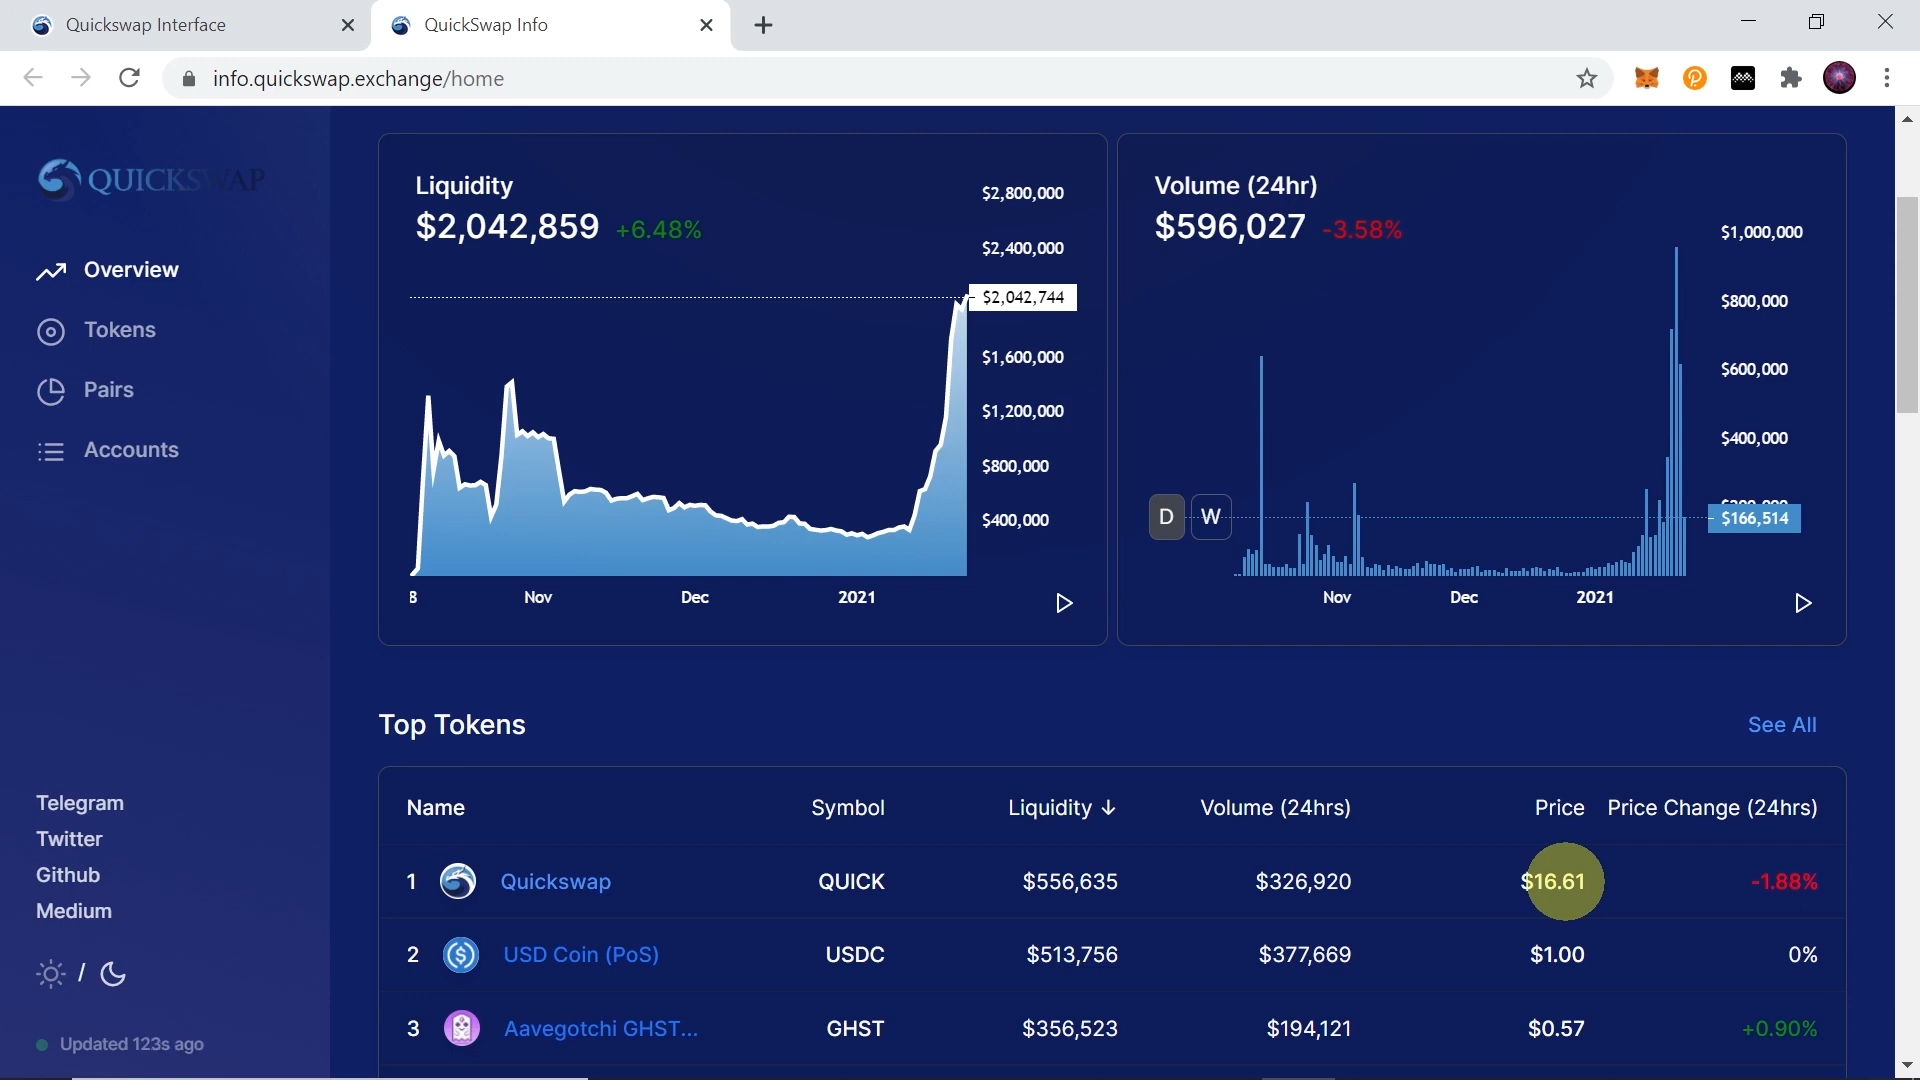 Quickswap Interface
QuickSwap Info
info.quickswap.exchange/home
QUICKSWAP
Overview
Tokens
Pairs
Accounts
Telegram
Twitter
Github
Medium
/
Updated 123s ago
Liquidity
$2,042,859 +6.48%
$2,800,000
$2,400,000
$2,042,744
$1,600,000
$1,200,000
$800,000
$400,000
8 Nov Dec 2021
Volume (24hr)
$596,027 -3.58%
$1,000,000
$800,000
$600,000
$400,000
$166,514
D W
Nov Dec 2021
Top Tokens See All
Name Symbol Liquidity ↓ Volume (24hrs) Price Price Change (24hrs)
1 Quickswap QUICK $556,635 $326,920 $16.61 -1.88%
2 USD Coin (PoS) USDC $513,756 $377,669 $1.00 0%
3 Aavegotchi GHST... GHST $356,523 $194,121 $0.57 +0.90%